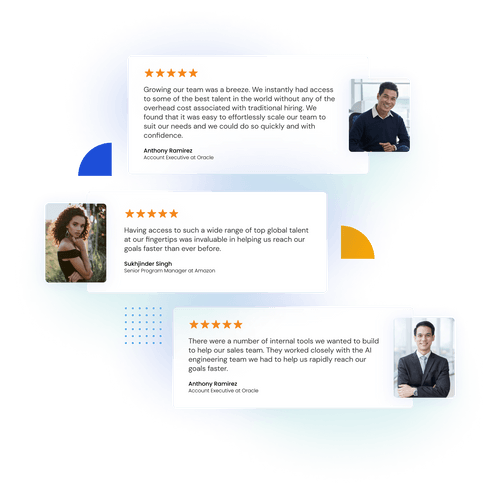 Growing our team was a breeze. We instantly had access
to some of the best talent in the world without any of the
overhead cost associated with traditional hiring. We
found that it was easy to effortlessly scale our team to
suit our needs and we could do so quickly and with
confidence.
Anthony Ramirez
Account Executive at Oracle
Having access to such a wide range of top global talent
at our fingertips was invaluable in helping us reach our
goals faster than ever before.
Sukhjinder Singh
Senior Program Manager at Amazon
There were a number of internal tools we wanted to build
to help our sales team. They worked closely with the AI
engineering team we had to help us rapidly reach our
goals faster.
Anthony Ramirez
Account Executive at Oracle